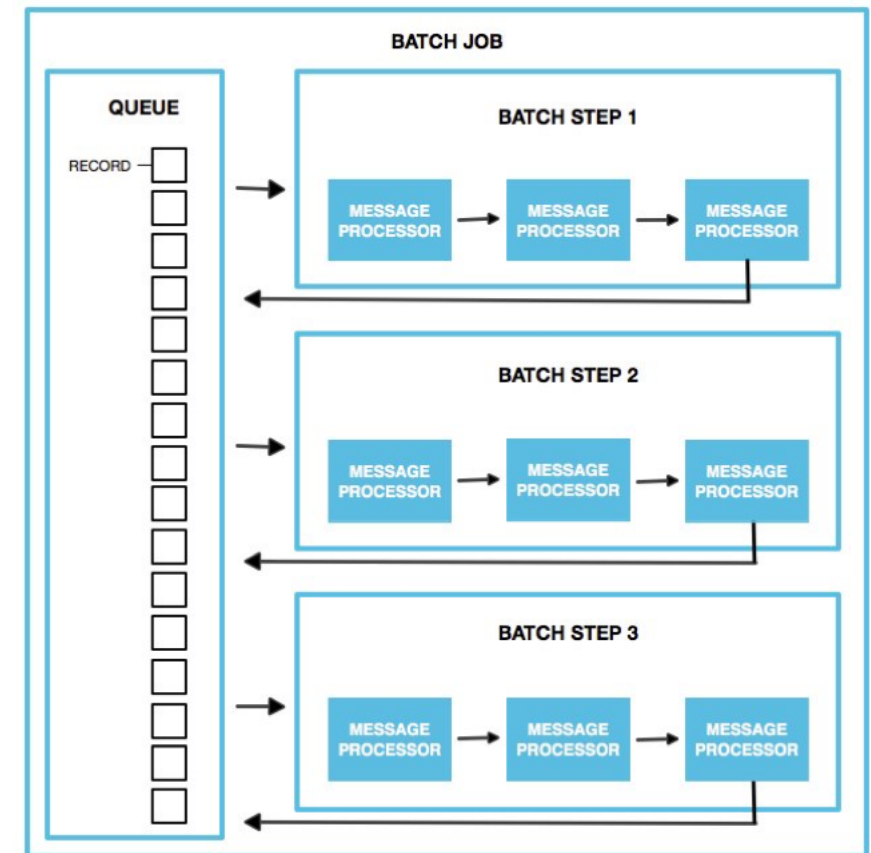 BATCH JOB
QUEUE
RECORD
BATCH STEP 1
MESSAGE
PROCESSOR
MESSAGE
PROCESSOR
MESSAGE
PROCESSOR
BATCH STEP 2
MESSAGE
PROCESSOR
MESSAGE
PROCESSOR
MESSAGE
PROCESSOR
BATCH STEP 3
MESSAGE
PROCESSOR
MESSAGE
PROCESSOR
MESSAGE
PROCESSOR